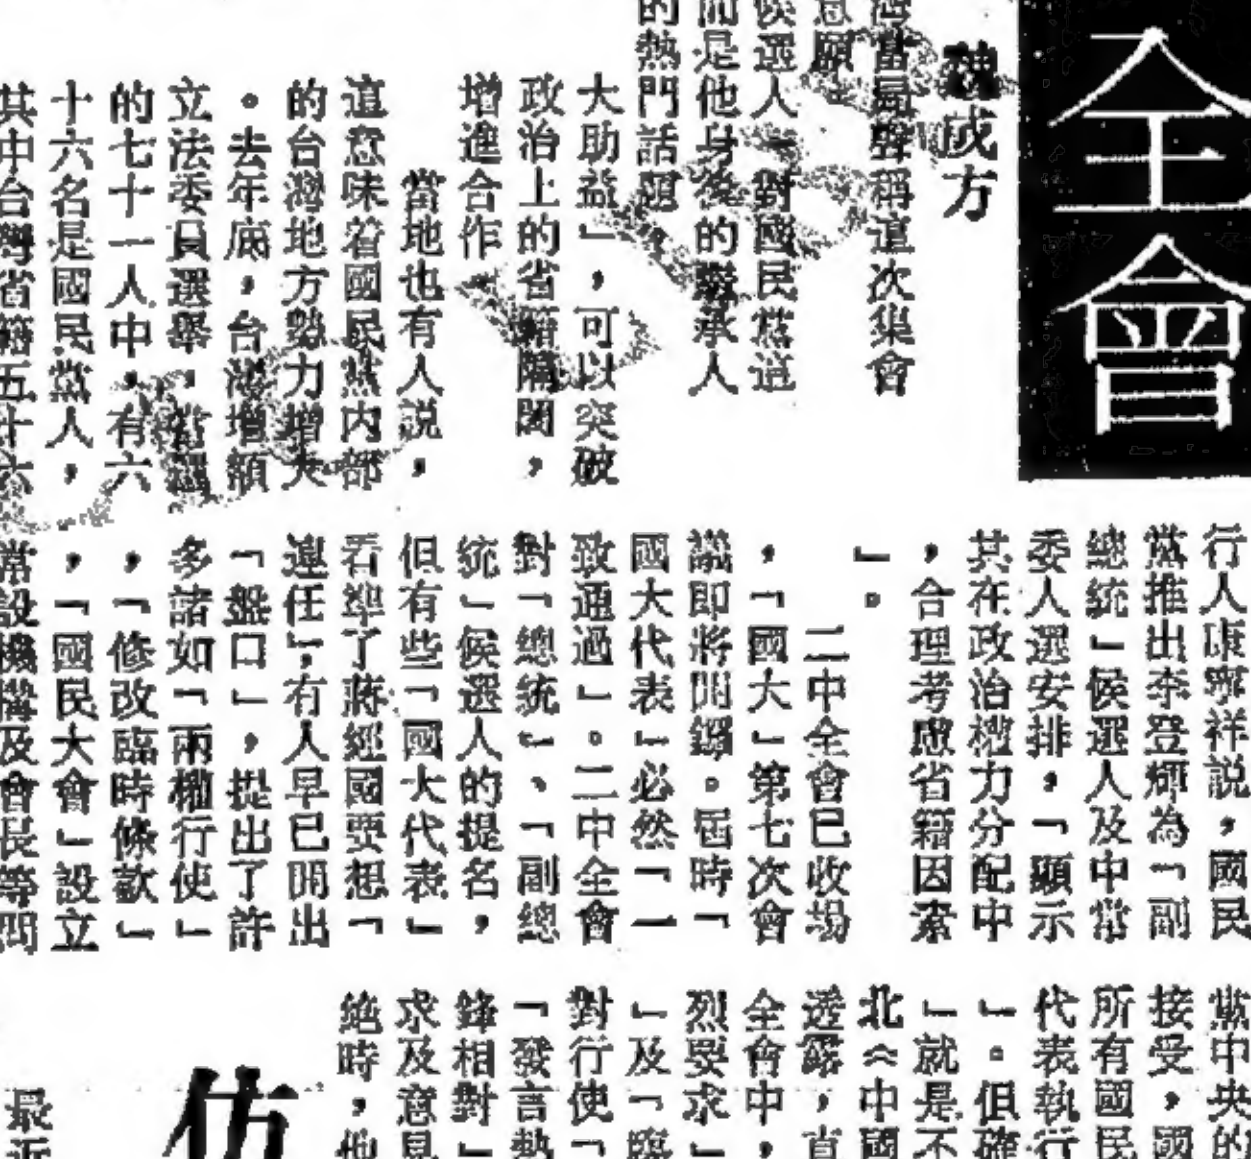 全會
魏成方
灣當局聲稱這次集會
意願
候選人」對國民黨這
而是他身後的繼承人
的熱門話題。
大助益」,可以突破
政治上的省籍隔閡,
增進合作
當地也有人説,
這意味着國民黨内部
的台灣地方勢力增大
。去年底,台灣增額
立法委員選舉,當選
的七十一人中,有六
十六名是國民黨人,
其中台灣省籍五十六
行人康寧祥説,國民
黨推出李登輝為「副
總統」候選人及中常
委人選安排,「顯示
其在政治權力分配中
,合理考慮省籍因素
」。
二中全會已收場
,「國大」第七次會
議即將開鑼。屆時「
國大代表」必然「一
致通過」。二中全會
對「總統」、「副總
統」候選人的提名,
但有些「國大代表」
看準了蔣經國要想「
連任」,有人早已開出
「盤口」,提出了許
多諸如「兩權行使」
,「修改臨時條款」
,「國民大會」設立
常設機構及會長等問
黨中央的
接受,國
所有國民
代表執行
」。但確
」就是不
北《中國
透露,直
全會中,
烈要求」
」及「臨
對行使「
「發言熱
鋒相對」
求及意見
絶時,他
仿
最近